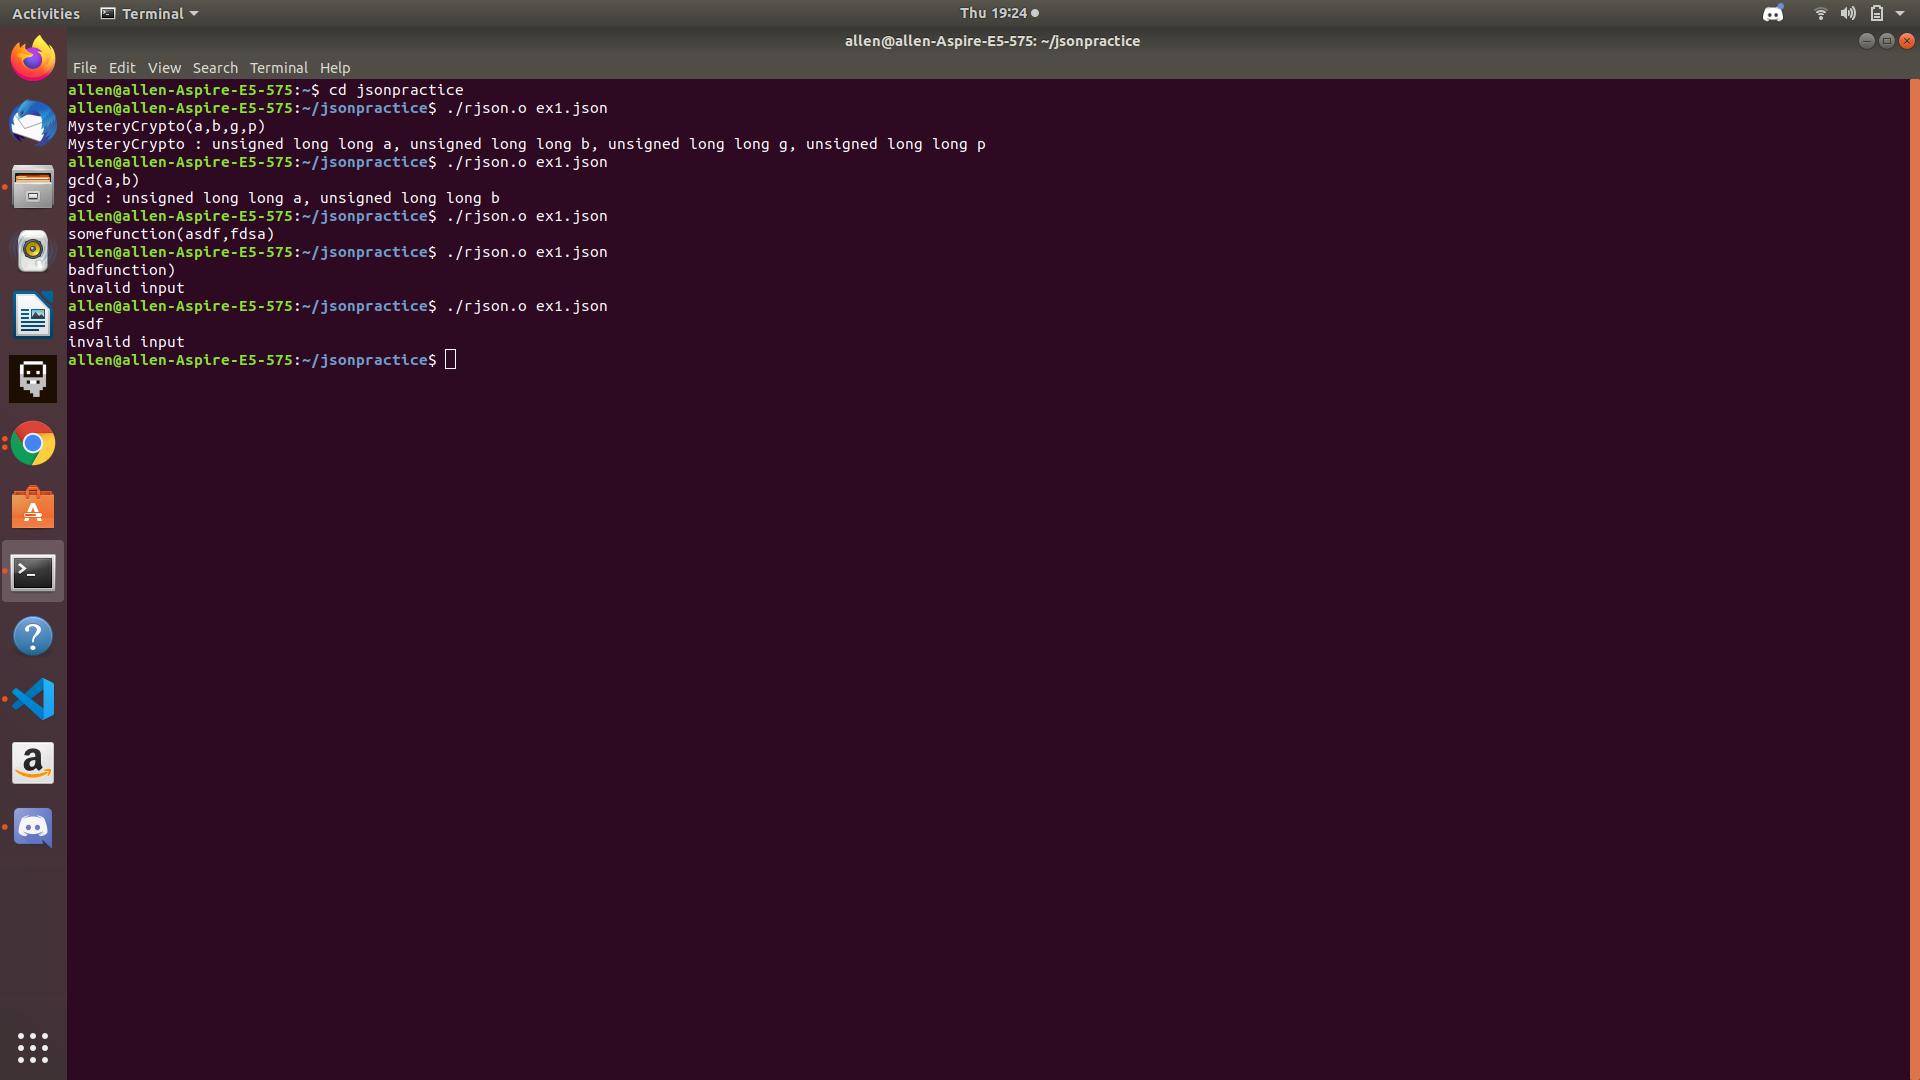 Activities Terminal Thu 19:24
allen@allen-Aspire-E5-575: ~/jsonpractice
File Edit View Search Terminal Help
allen@allen-Aspire-E5-575:~$ cd jsonpractice
allen@allen-Aspire-E5-575:~/jsonpractice$ ./rjson.o ex1.json
MysteryCrypto(a,b,g,p)
MysteryCrypto : unsigned long long a, unsigned long long b, unsigned long long g, unsigned long long p
allen@allen-Aspire-E5-575:~/jsonpractice$ ./rjson.o ex1.json
gcd(a,b)
gcd : unsigned long long a, unsigned long long b
allen@allen-Aspire-E5-575:~/jsonpractice$ ./rjson.o ex1.json
somefunction(asdf,fdsa)
allen@allen-Aspire-E5-575:~/jsonpractice$ ./rjson.o ex1.json
badfunction)
invalid input
allen@allen-Aspire-E5-575:~/jsonpractice$ ./rjson.o ex1.json
asdf
invalid input
allen@allen-Aspire-E5-575:~/jsonpractice$